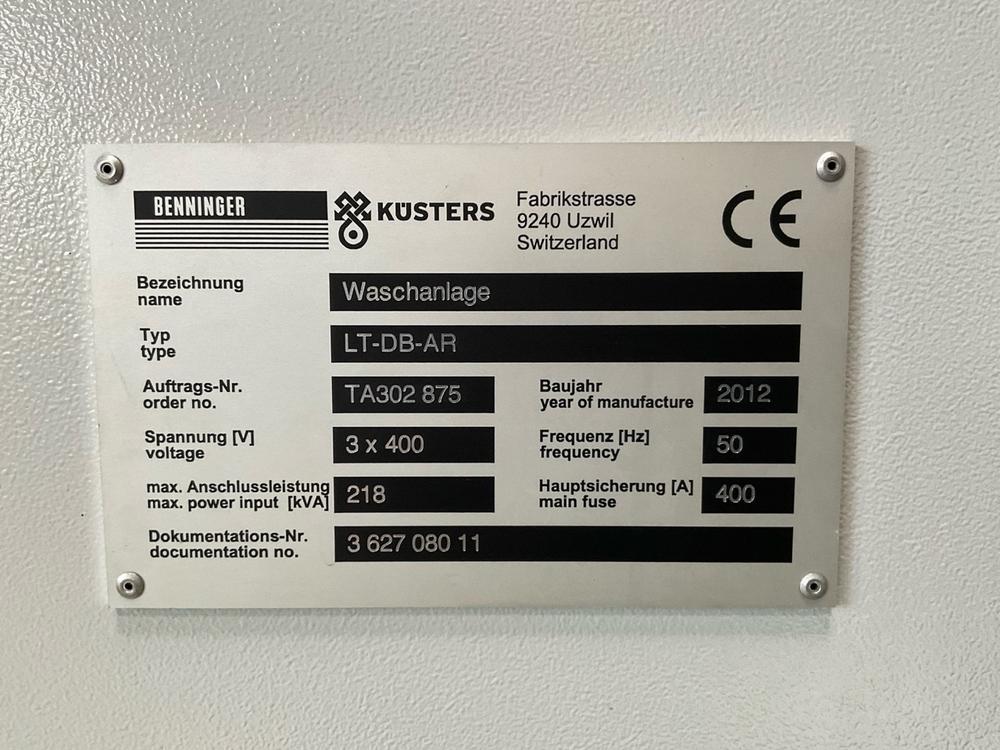 BENNINGER KÜSTERS
Fabrikstrasse
9240 Uzwil
Switzerland
CE
Bezeichnung
name
Waschanlage
Typ
type
LT-DB-AR
Auftrags-Nr.
order no.
TA302 875
Baujahr
year of manufacture
2012
Spannung [V]
voltage
3 x 400
Frequenz [Hz]
frequency
50
max. Anschlussleistung
max. power input [kVA]
218
Hauptsicherung [A]
main fuse
400
Dokumentations-Nr.
documentation no.
3 627 080 11